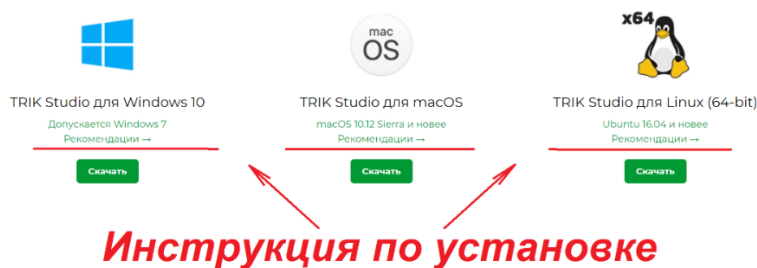 x64
mac
OS
TRIK Studio для Windows 10
TRIK Studio для macOS
TRIK Studio для Linux (64-bit)
Допускается Windows 7
macOS 10.12 Sierra и новее
Ubuntu 16.04 и новее
Рекомендации →
Рекомендации →
Рекомендации →
Скачать
Скачать
Скачать
Инструкция по установке